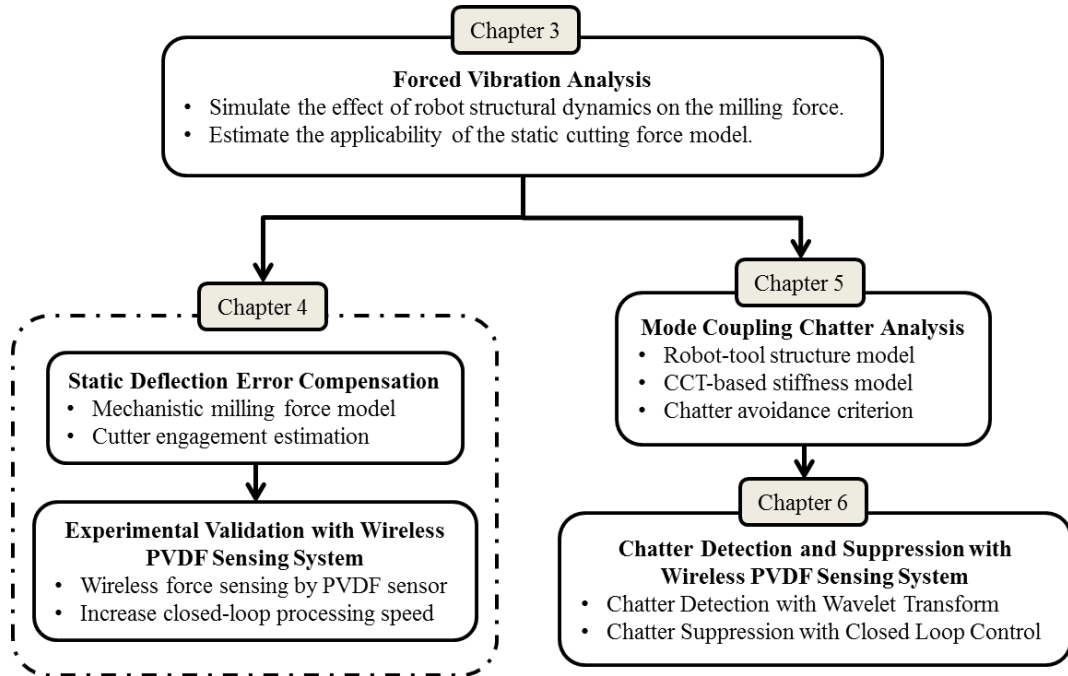 Chapter 3
Forced Vibration Analysis
• Simulate the effect of robot structural dynamics on the milling force.
• Estimate the applicability of the static cutting force model.
Chapter 4
Static Deflection Error Compensation
• Mechanistic milling force model
• Cutter engagement estimation
Experimental Validation with Wireless
PVDF Sensing System
• Wireless force sensing by PVDF sensor
• Increase closed-loop processing speed
Chapter 5
Mode Coupling Chatter Analysis
• Robot-tool structure model
• CCT-based stiffness model
• Chatter avoidance criterion
Chapter 6
Chatter Detection and Suppression with
Wireless PVDF Sensing System
• Chatter Detection with Wavelet Transform
• Chatter Suppression with Closed Loop Control